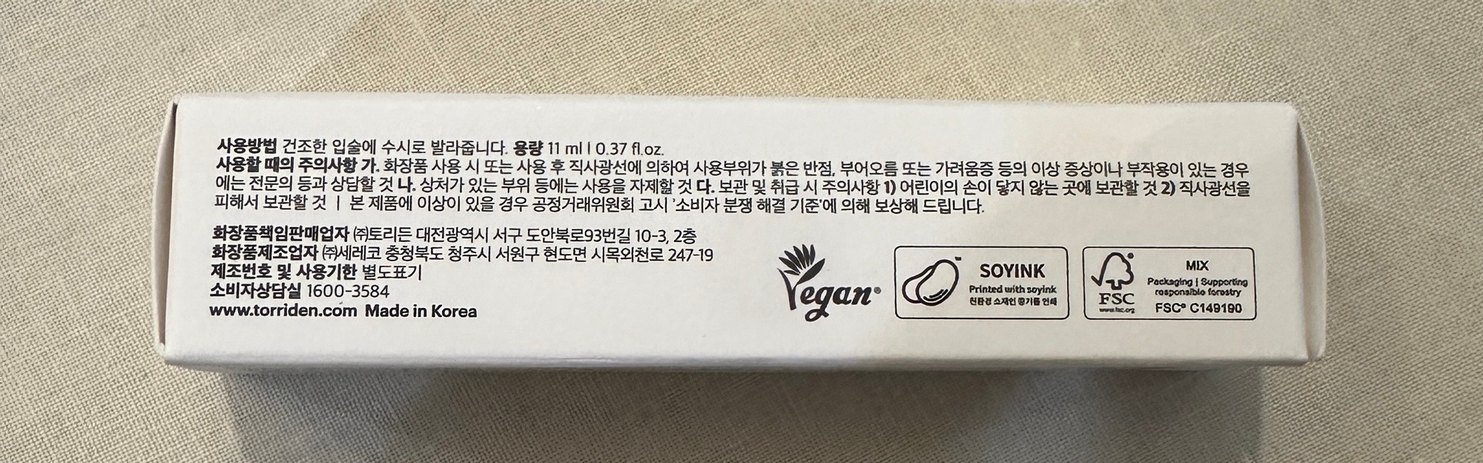 사용방법 건조한 입술에 수시로 발라줍니다. 용량 11 ml | 0.37 fl.oz.
사용할 때의 주의사항 가. 화장품 사용 시 또는 사용 후 직사광선에 의하여 사용부위가 붉은 반점, 부어오름 또는 가려움증 등의 이상 증상이나 부작용이 있는 경우
에는 전문의 등과 상담할 것 나. 상처가 있는 부위 등에는 사용을 자제할 것 다. 보관 및 취급 시 주의사항 1) 어린이의 손이 닿지 않는 곳에 보관할 것 2) 직사광선을
피해서 보관할 것 | 본 제품에 이상이 있을 경우 공정거래위원회 고시 '소비자 분쟁 해결 기준'에 의해 보상해 드립니다.
화장품책임판매업자 ㈜토리든 대전광역시 서구 도안북로93번길 10-3, 2층
화장품제조업자 ㈜세레코 충청북도 청주시 서원구 현도면 시목외천로 247-19
제조번호 및 사용기한 별도표기
소비자상담실 1600-3584
www.torriden.com Made in Korea
Vegan®
SOYINK™
Printed with soyink
친환경 소재인 콩기름 인쇄
FSC
www.fsc.org
MIX
Packaging | Supporting
responsible forestry
FSC® C149190